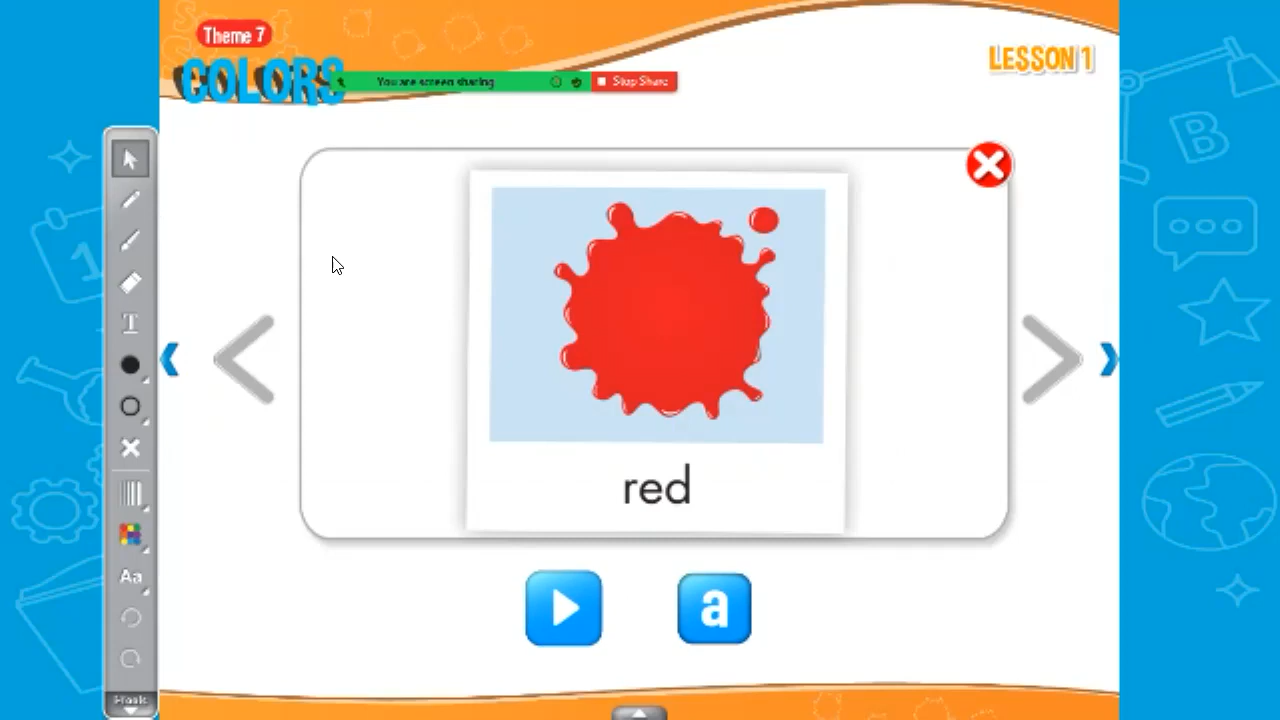 Theme 7
COLORS
LESSON 1
You are screen sharing
Stop Share
red
a
T
Aa